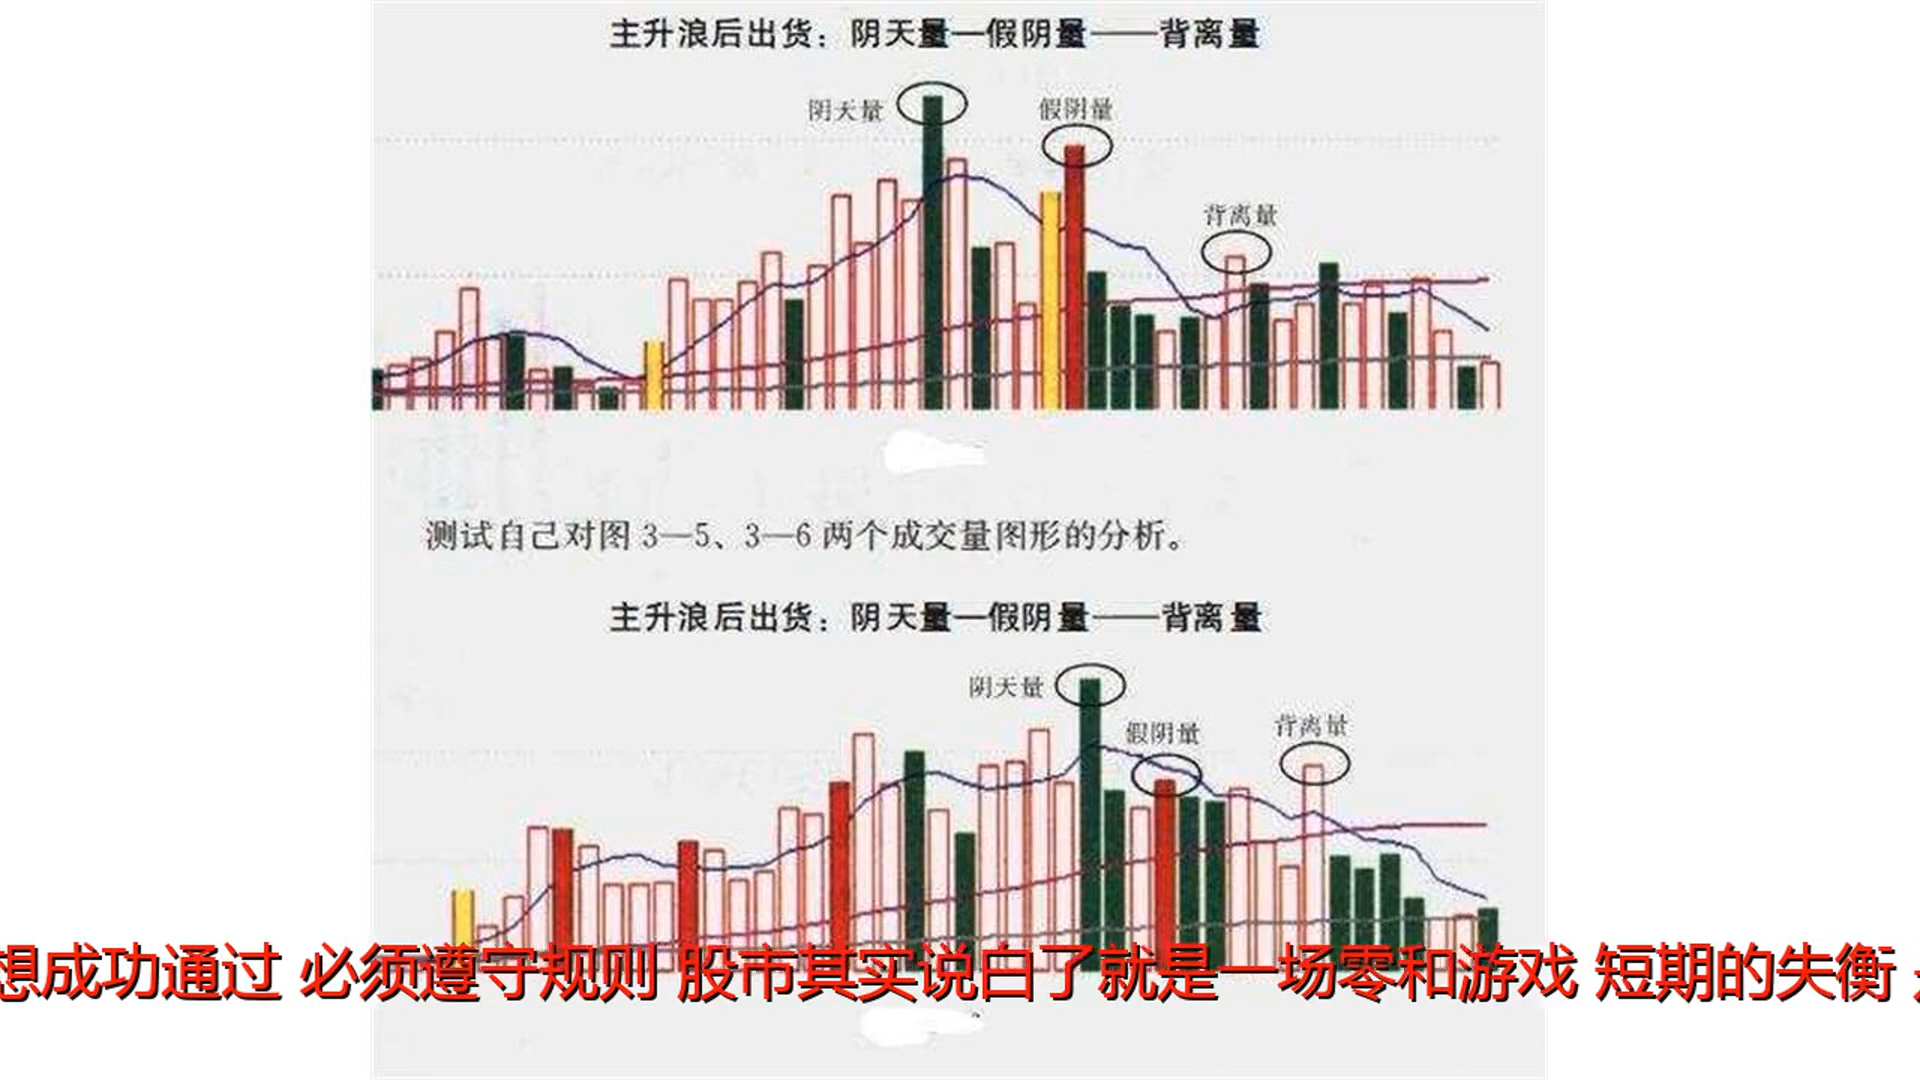 主升浪后出货：阴天量—假阴量——背离量
阴天量
假阴量
背离量
测试自己对图 3—5、3—6 两个成交量图形的分析。
主升浪后出货：阴天量—假阴量——背离量
阴天量
假阴量
背离量
想成功通过 必须遵守规则 股市其实说白了就是一场零和游戏 短期的失衡